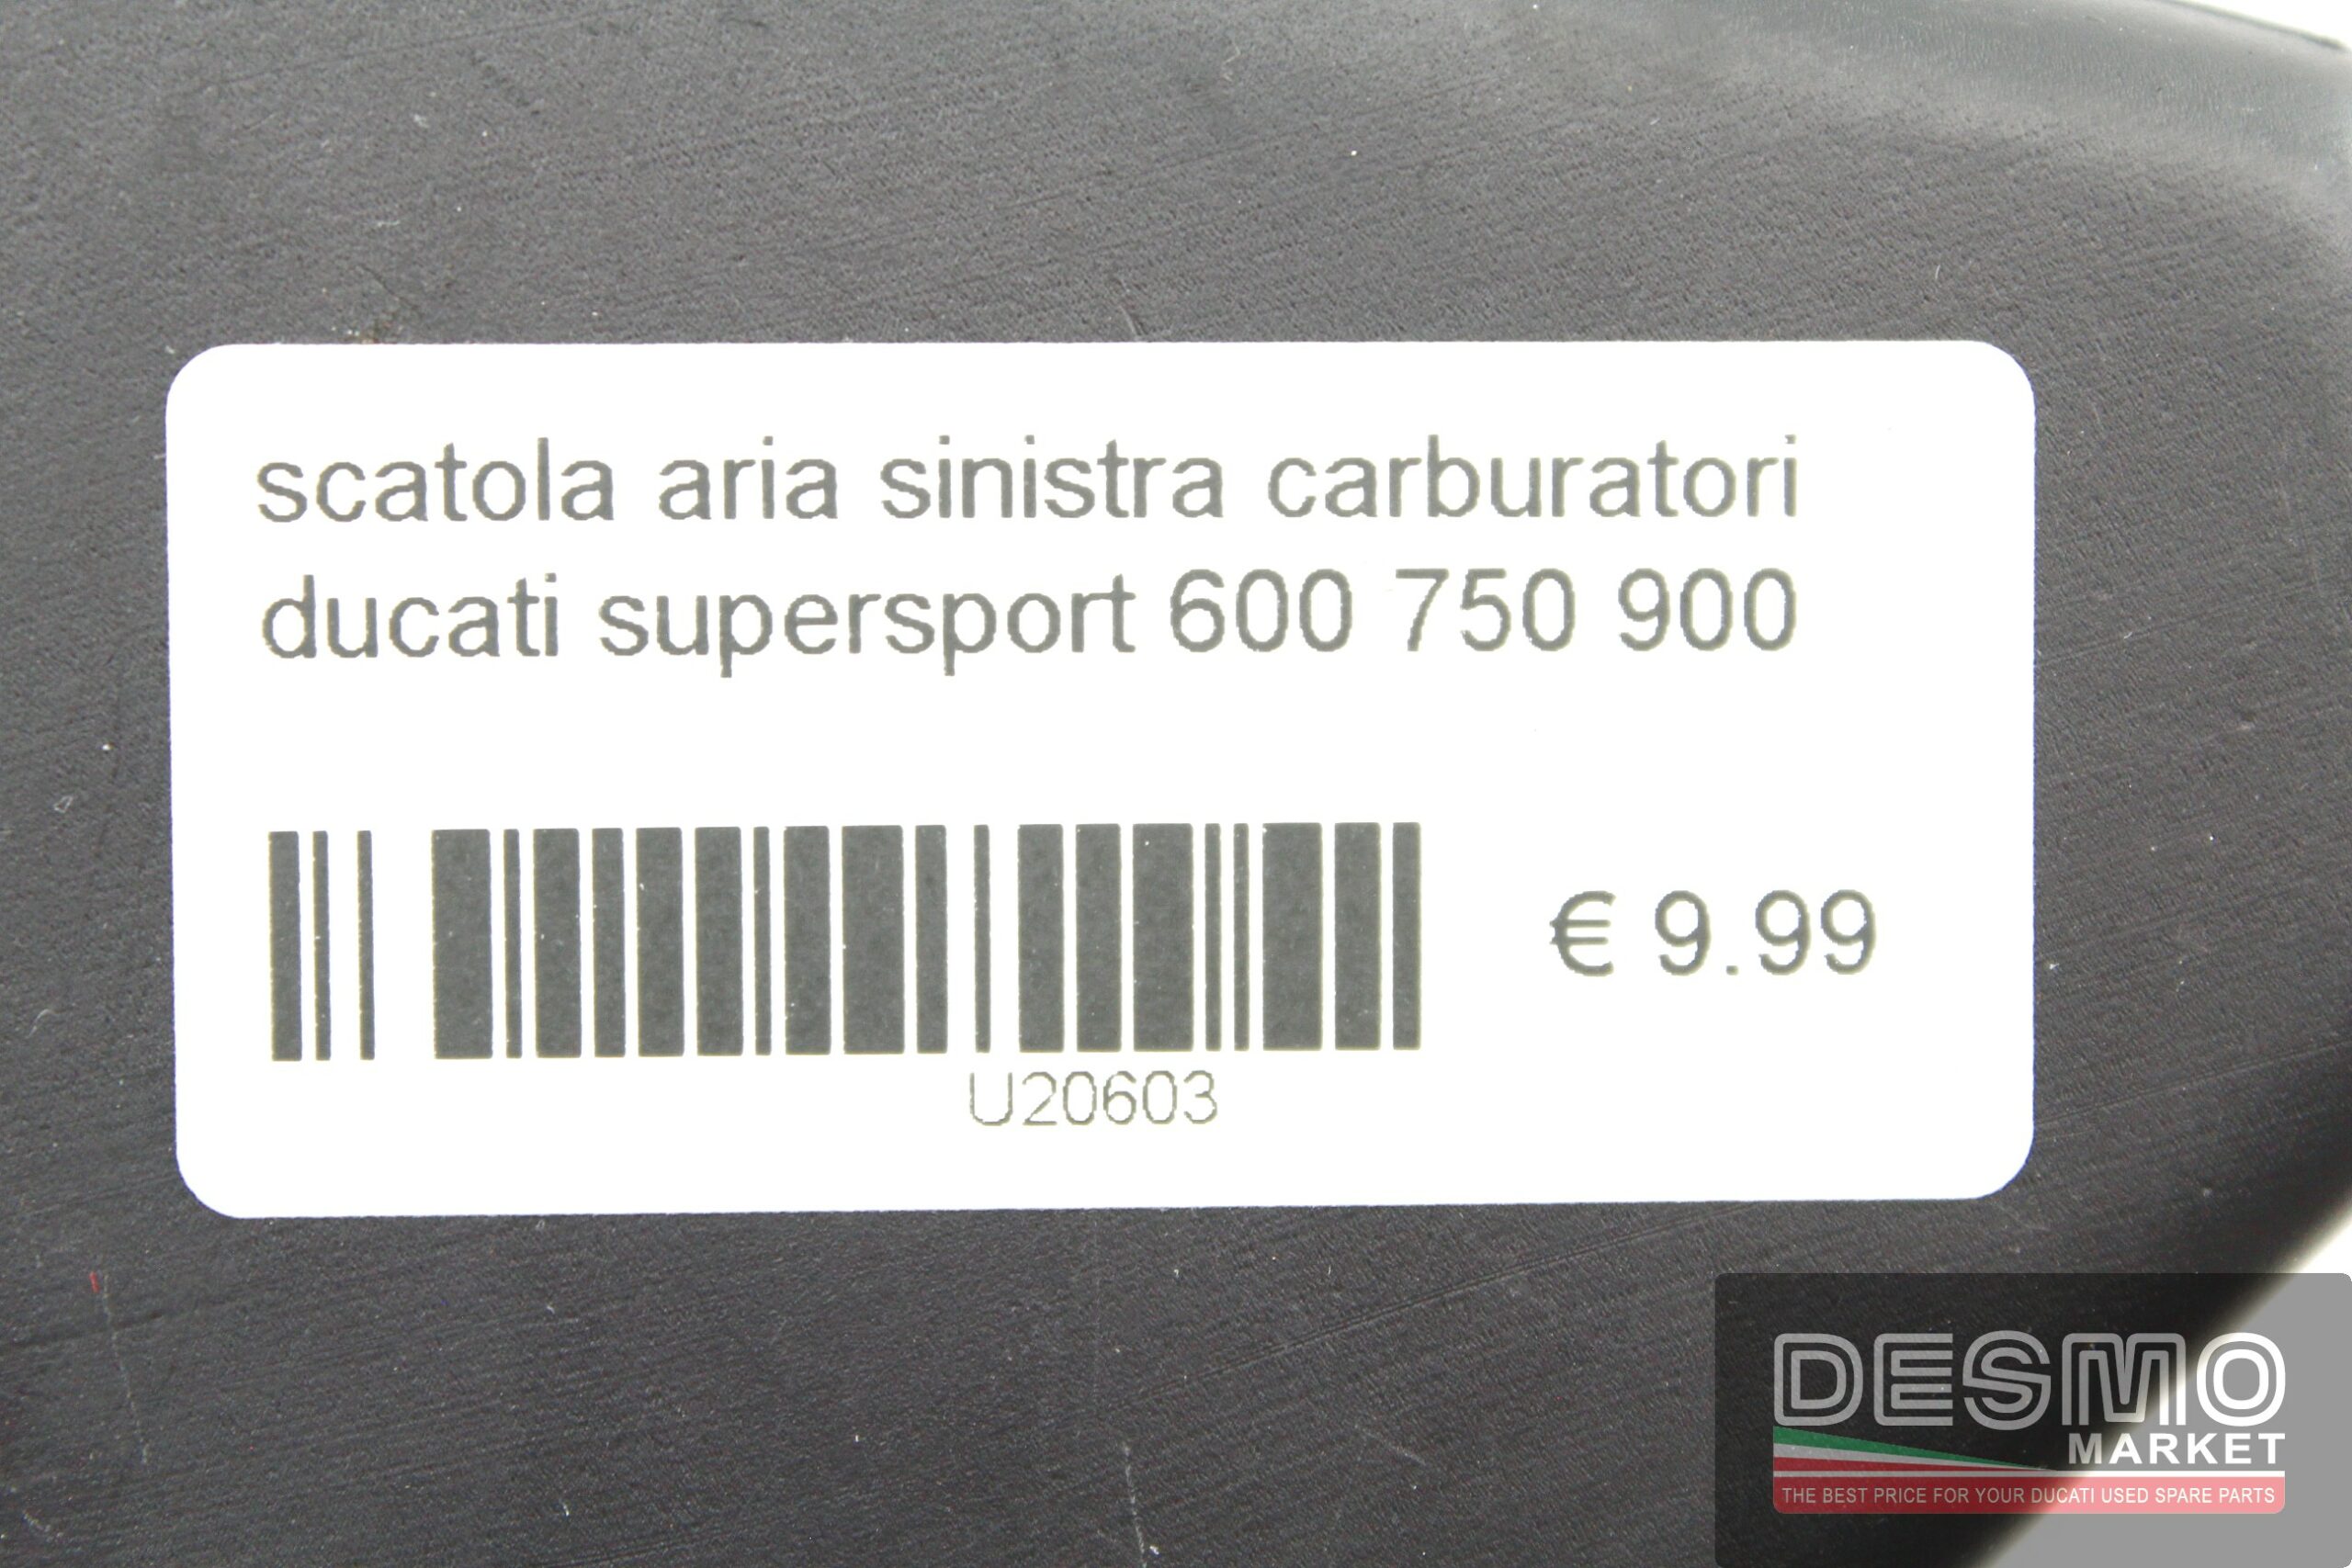 scatola aria sinistra carburatori
ducati supersport 600 750 900
€ 9.99
U20603
DESMO
MARKET
THE BEST PRICE FOR YOUR DUCATI USED SPARE PARTS